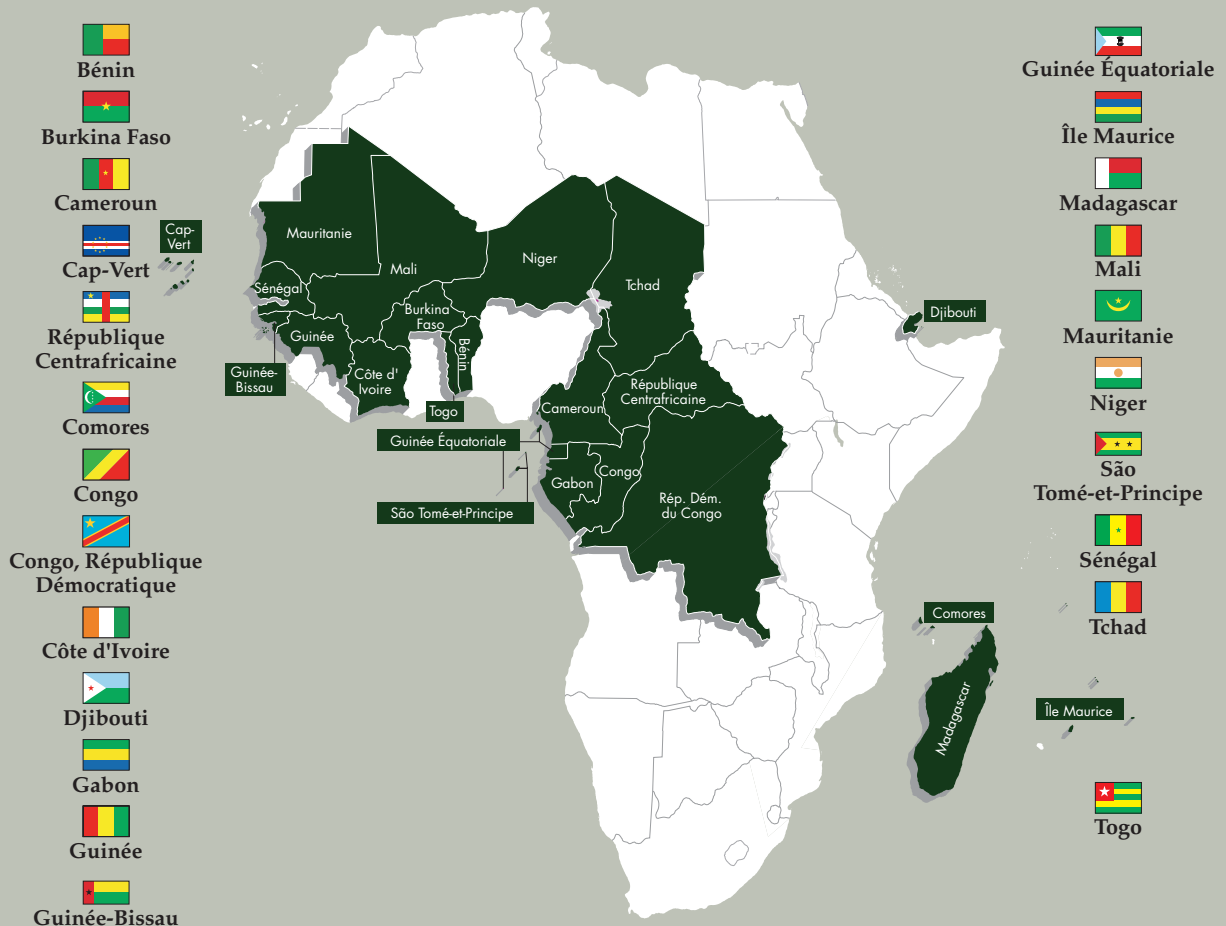 Bénin
Burkina Faso
Cameroun
Cap-Vert
République
Centrafricaine
Comores
Congo
Congo, République
Démocratique
Côte d'Ivoire
Djibouti
Gabon
Guinée
Guinée-Bissau
Cap-
Vert
Mauritanie
Mali
Niger
Tchad
Sénégal
Burkina
Faso
Guinée
Bénin
Côte d'
Ivoire
Guinée-
Bissau
Togo
Cameroun
République
Centrafricaine
Guinée Équatoriale
Gabon
Congo
Rép. Dém.
du Congo
São Tomé-et-Principe
Djibouti
Comores
Madagascar
Île Maurice
Guinée Équatoriale
Île Maurice
Madagascar
Mali
Mauritanie
Niger
São
Tomé-et-Principe
Sénégal
Tchad
Togo